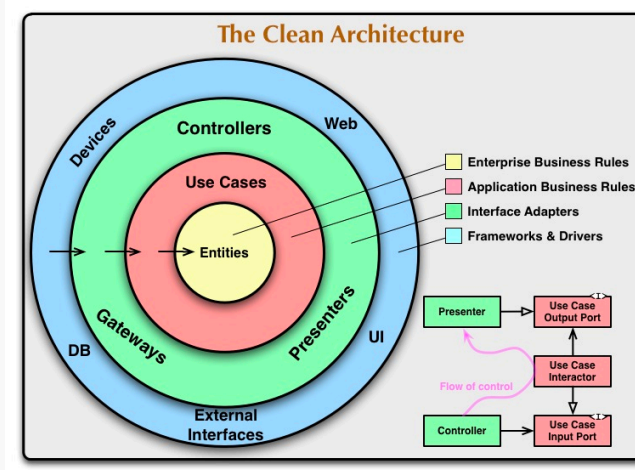 The Clean Architecture
Devices
Web
Controllers
Use Cases
Entities
Gateways
Presenters
DB
UI
External
Interfaces
Enterprise Business Rules
Application Business Rules
Interface Adapters
Frameworks & Drivers
Presenter
Use Case
Output Port
<I>
Flow of control
Use Case
Interactor
Controller
Use Case
Input Port
<I>